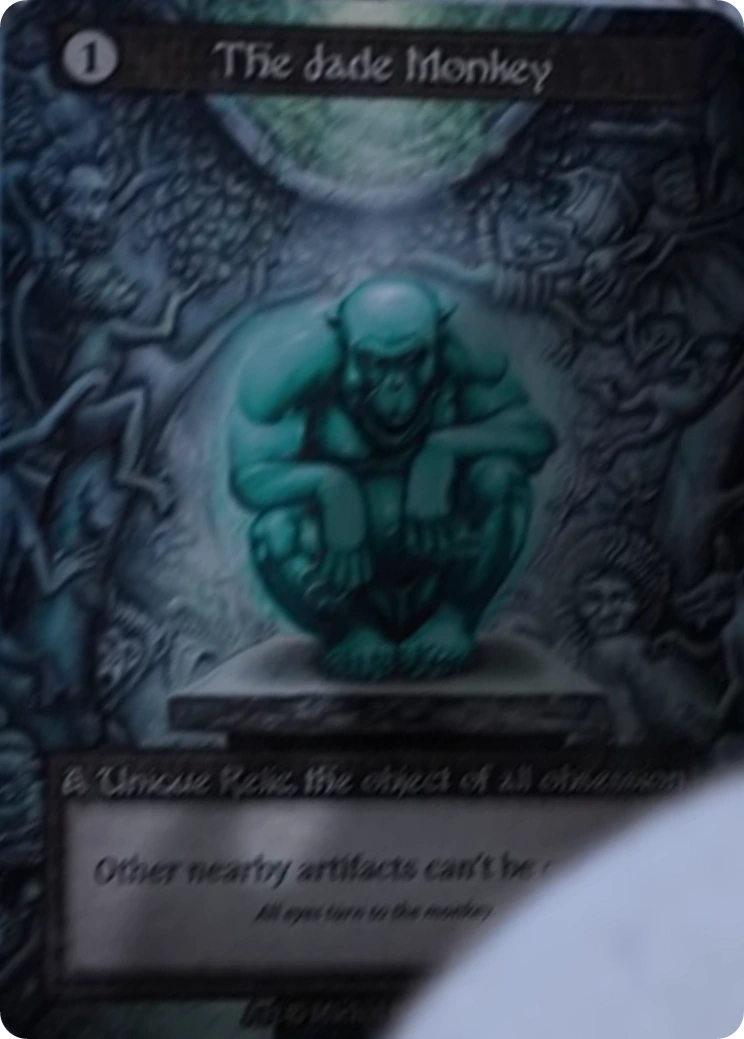 1
The Jade Monkey
A Unique Relic, the object of all obsession
Other nearby artifacts can't be
All eyes turn to the monkey